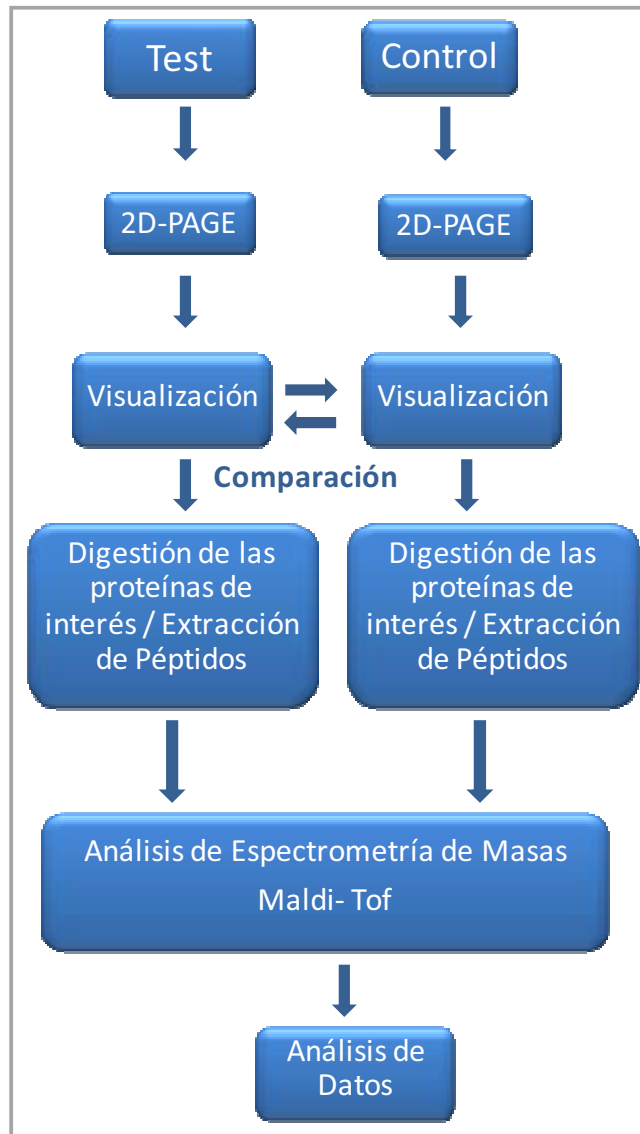 Test
Control
2D-PAGE
2D-PAGE
Visualización
Visualización
Comparación
Digestión de las
proteínas de
interés / Extracción
de Péptidos
Digestión de las
proteínas de
interés / Extracción
de Péptidos
Análisis de Espectrometría de Masas
Maldi- Tof
Análisis de
Datos